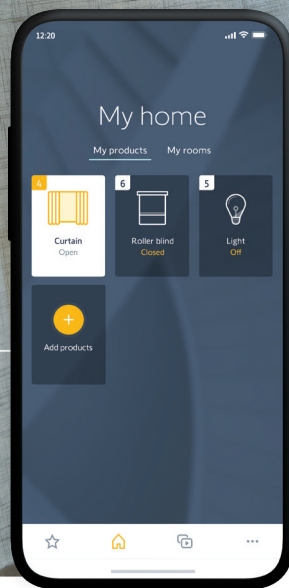 12:20
My home
My products My rooms
4 6 5
Curtain Roller blind Light
Open Closed Off
Add products